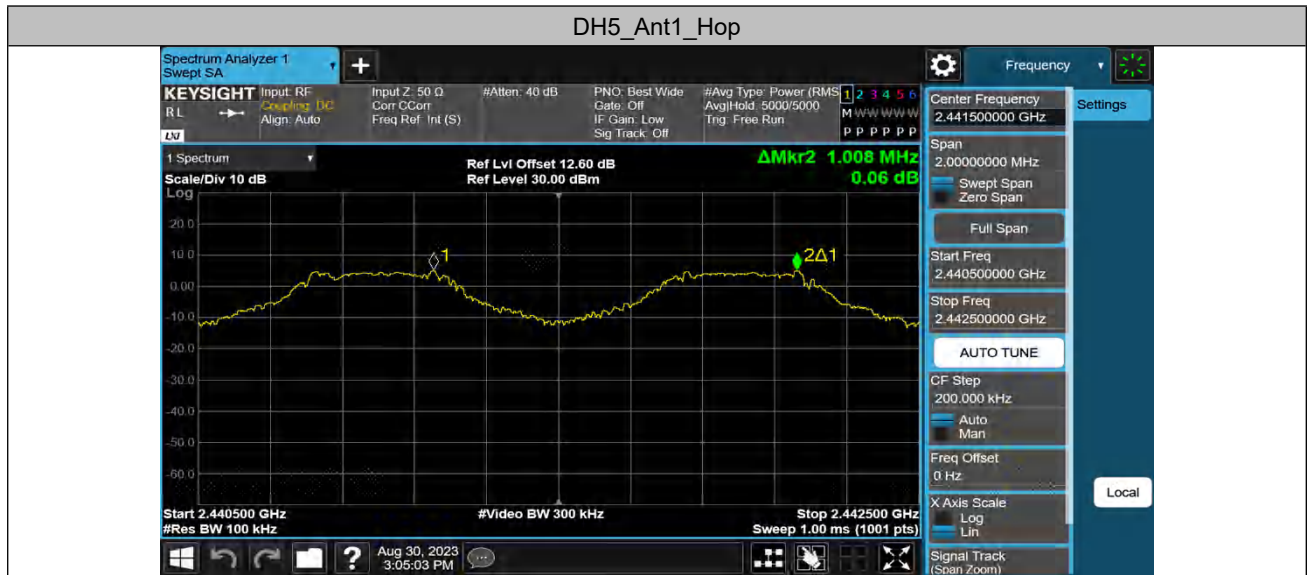 DH5_Ant1_Hop
Spectrum Analyzer 1
Swept SA
Frequency
KEYSIGHT
R L
LXI
Input: RF
Coupling: DC
Align: Auto
Input Z: 50 Ω
Corr CCorr
Freq Ref: Int (S)
#Atten: 40 dB
PNO: Best Wide
Gate: Off
IF Gain: Low
Sig Track: Off
#Avg Type: Power (RMS
Avg|Hold: 5000/5000
Trig: Free Run
1 2 3 4 5 6
M W W W W W
P P P P P P
Center Frequency
2.441500000 GHz
Settings
Span
2.00000000 MHz
Swept Span
Zero Span
Full Span
Start Freq
2.440500000 GHz
Stop Freq
2.442500000 GHz
AUTO TUNE
CF Step
200.000 kHz
Auto
Man
Freq Offset
0 Hz
X Axis Scale
Log
Lin
Signal Track
(Span Zoom)
Local
1 Spectrum
Scale/Div 10 dB
Ref Lvl Offset 12.60 dB
Ref Level 30.00 dBm
ΔMkr2 1.008 MHz
0.06 dB
Log
20.0
10.0
0.00
-10.0
-20.0
-30.0
-40.0
-50.0
-60.0
1
2Δ1
Start 2.440500 GHz
#Res BW 100 kHz
#Video BW 300 kHz
Stop 2.442500 GHz
Sweep 1.00 ms (1001 pts)
Aug 30, 2023
3:05:03 PM